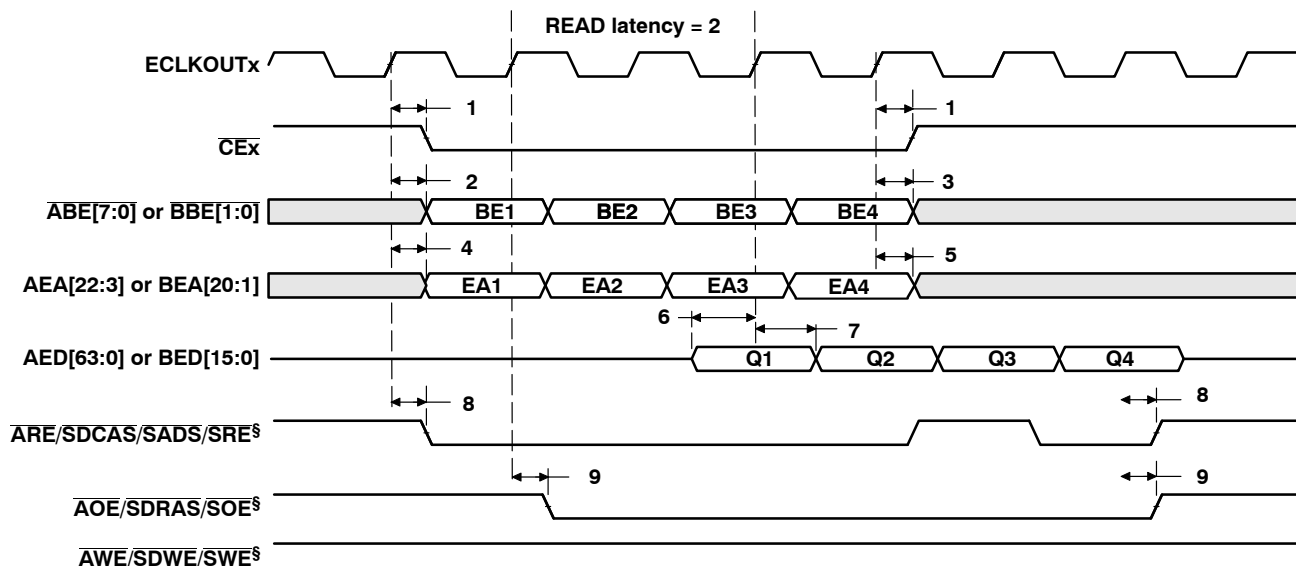 READ latency = 2
ECLKOUTx
1 1
CEx
2 3
ABE[7:0] or BBE[1:0] BE1 BE2 BE3 BE4
4 5
AEA[22:3] or BEA[20:1] EA1 EA2 EA3 EA4
6 7
AED[63:0] or BED[15:0] Q1 Q2 Q3 Q4
8 8
ARE/SDCAS/SADS/SRE§
9 9
AOE/SDRAS/SOE§
AWE/SDWE/SWE§